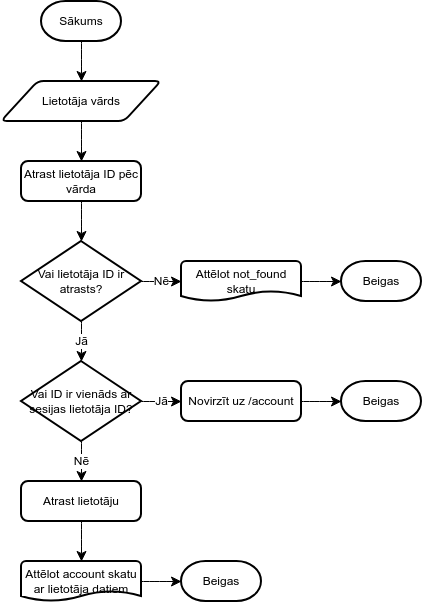 Sākums
Lietotāja vārds
Atrast lietotāja ID pēc
vārda
Vai lietotāja ID ir
atrasts?
Nē
Attēlot not_found
skatu
Beigas
Jā
Vai ID ir vienāds ar
sesijas lietotāja ID?
Jā
Novirzīt uz /account
Beigas
Nē
Atrast lietotāju
Attēlot account skatu
ar lietotāja datiem
Beigas